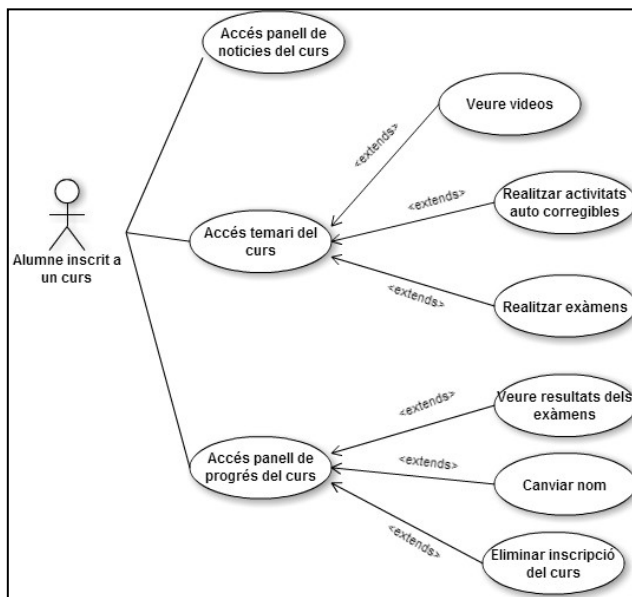 Accés panell de
noticies del curs
Veure videos
<extends>
<extends>
Realitzar activitats
auto corregibles
Alumne inscrit a
un curs
Accés temari del
curs
<extends>
Realitzar exàmens
<extends>
Veure resultats dels
exàmens
Accés panell de
progrés del curs
<extends>
Canviar nom
<extends>
Eliminar inscripció
del curs